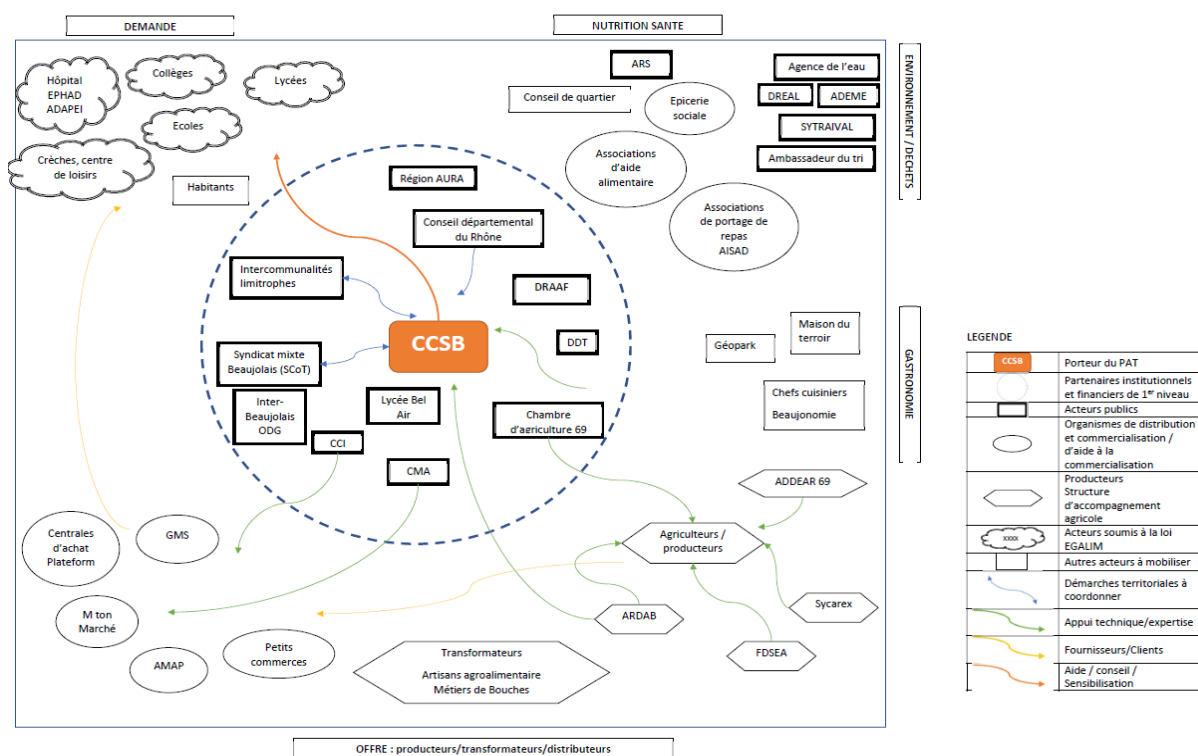 DEMANDE
NUTRITION SANTE
Hôpital
EPHAD
ADAPEI
Collèges
Lycées
Ecoles
Crèches, centre
de loisirs
Habitants
ARS
Conseil de quartier
Epicerie
sociale
Agence de l'eau
DREAL
ADEME
SYTRAIVAL
Ambassadeur du tri
Associations
d'aide
alimentaire
Associations
de portage de
repas
AISAD
ENVIRONNEMENT / DECHETS
Région AURA
Conseil départemental
du Rhône
Intercommunalités
limitrophes
DRAAF
CCSB
DDT
Syndicat mixte
Beaujolais (SCoT)
Inter-
Beaujolais
ODG
Lycée Bel
Air
CCI
CMA
Chambre
d'agriculture 69
Géopark
Maison du
terroir
Chefs cuisiniers
Beaujonomie
GASTRONOMIE
ADDEAR 69
Agriculteurs /
producteurs
Sycarex
ARDAB
FDSEA
Centrales
d'achat
Plateform
GMS
M ton
Marché
AMAP
Petits
commerces
Transformateurs
Artisans agroalimentaire
Métiers de Bouches
OFFRE : producteurs/transformateurs/distributeurs
LEGENDE
CCSB
Porteur du PAT
Partenaires institutionnels
et financiers de 1er niveau
Acteurs publics
Organismes de distribution
et commercialisation /
d'aide à la
commercialisation
Producteurs
Structure
d'accompagnement
agricole
xxxx
Acteurs soumis à la loi
EGALIM
Autres acteurs à mobiliser
Démarches territoriales à
coordonner
Appui technique/expertise
Fournisseurs/Clients
Aide / conseil /
Sensibilisation